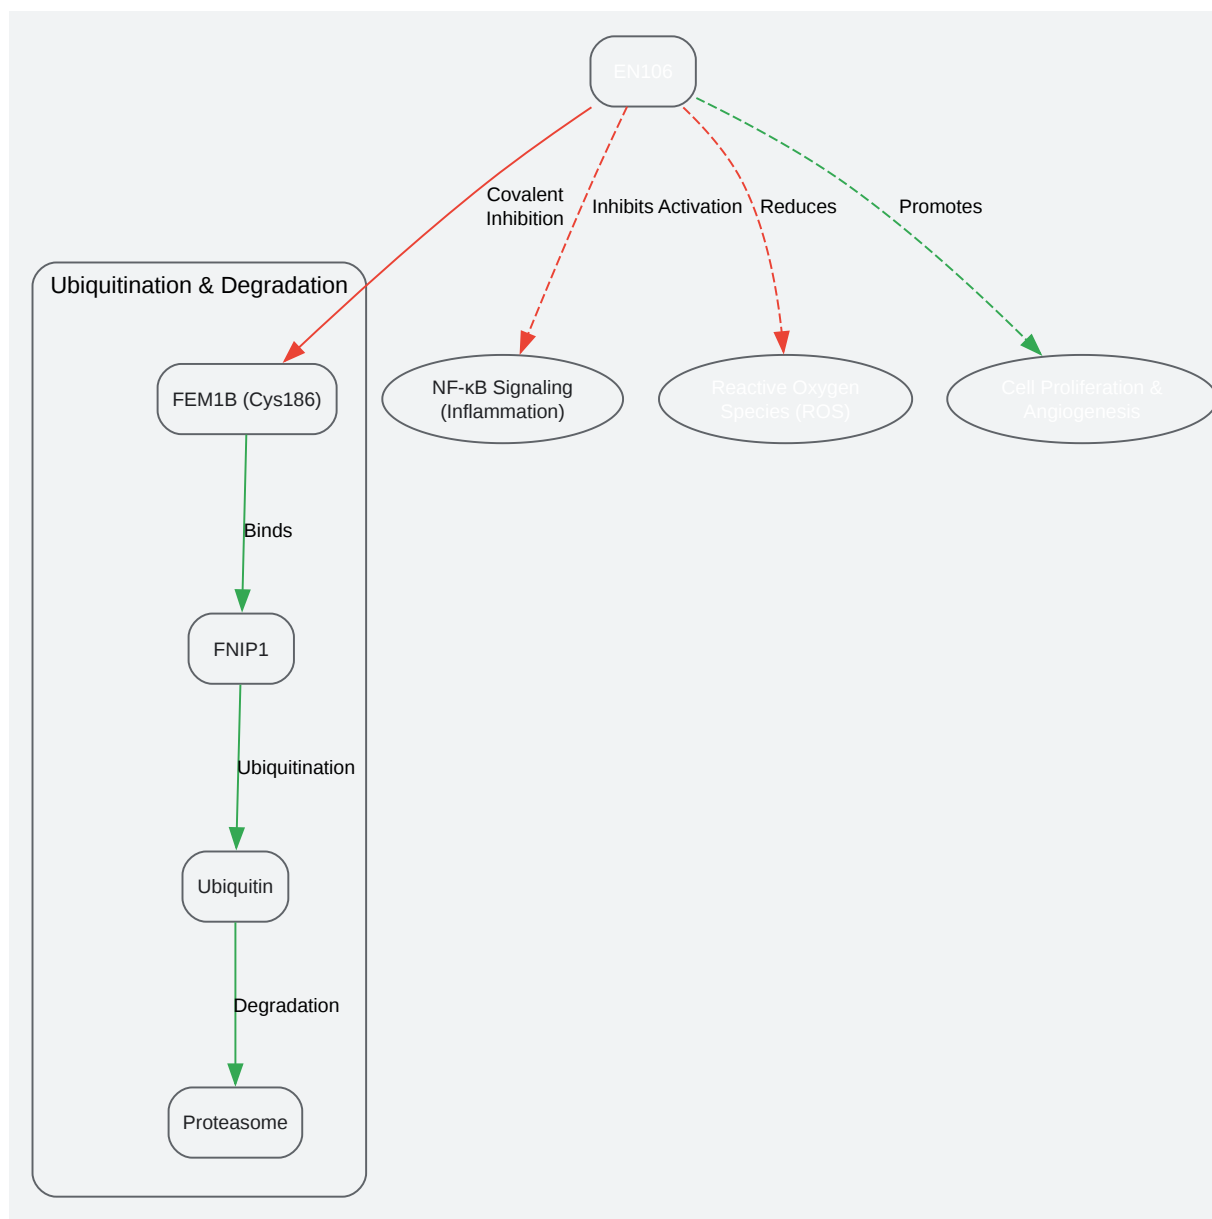 EN106
Covalent
Inhibition
Inhibits Activation
Reduces
Promotes
Ubiquitination & Degradation
FEM1B (Cys186)
NF-κB Signaling
(Inflammation)
Reactive Oxygen
Species (ROS)
Cell Proliferation &
Angiogenesis
Binds
FNIP1
Ubiquitination
Ubiquitin
Degradation
Proteasome